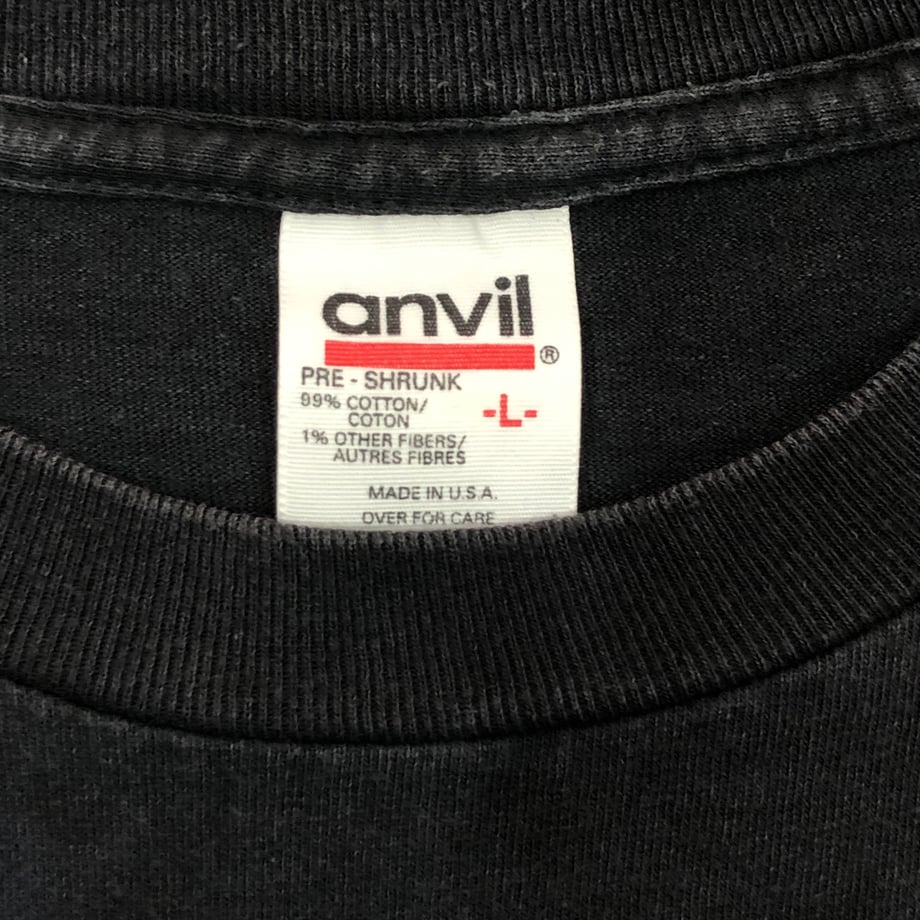 anvil®
PRE - SHRUNK
99% COTTON/
COTON
-L-
1% OTHER FIBERS/
AUTRES FIBRES
MADE IN U.S.A.
OVER FOR CARE